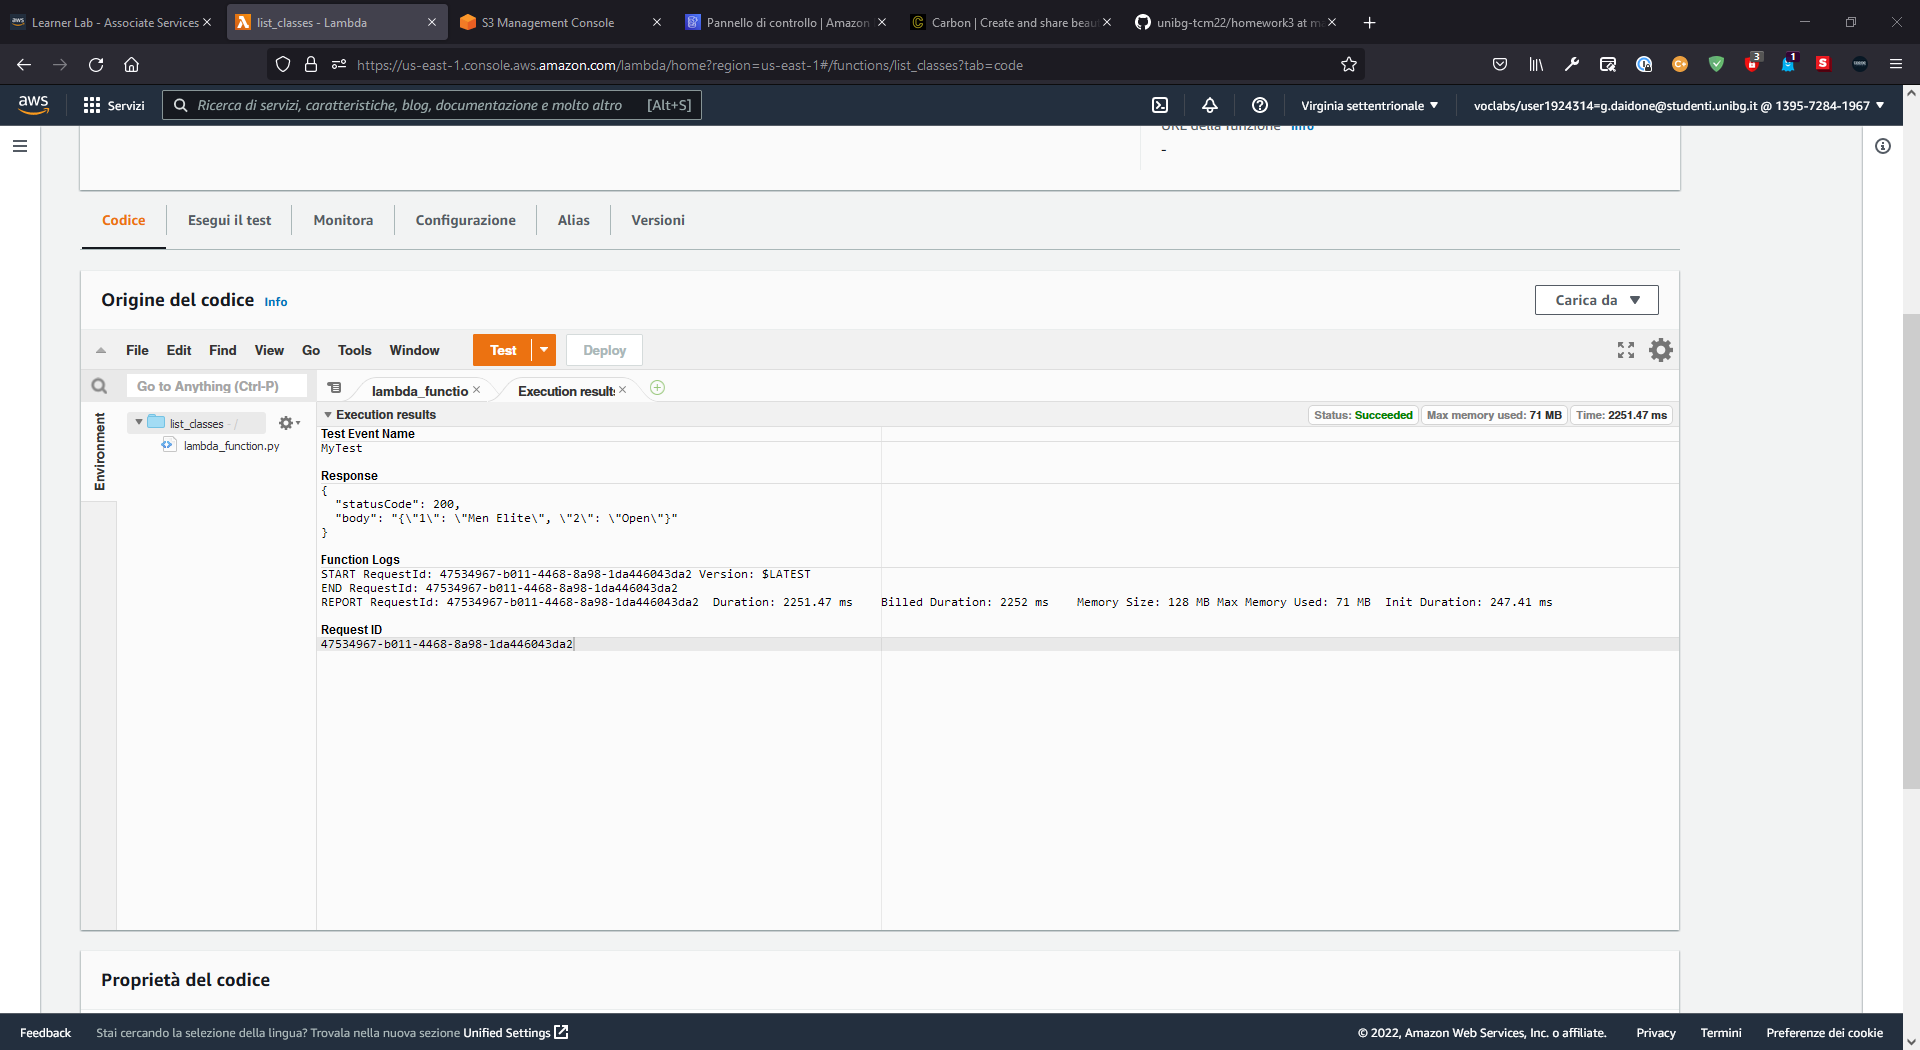 Learner Lab - Associate Services
list_classes - Lambda
S3 Management Console
Pannello di controllo | Amazon
Carbon | Create and share beau
unibg-tcm22/homework3 at ma
https://us-east-1.console.aws.amazon.com/lambda/home?region=us-east-1#/functions/list_classes?tab=code
3
1
aws
Servizi
Ricerca di servizi, caratteristiche, blog, documentazione e molto altro [Alt+S]
Virginia settentrionale
voclabs/user1924314=g.daidone@studenti.unibg.it @ 1395-7284-1967
URL della funzione Info
-
Codice
Esegui il test
Monitora
Configurazione
Alias
Versioni
Origine del codice Info
Carica da
File Edit Find View Go Tools Window
Test
Deploy
Go to Anything (Ctrl-P)
lambda_functio
Execution result
Environment
list_classes - /
lambda_function.py
Execution results
Status: Succeeded
Max memory used: 71 MB
Time: 2251.47 ms
Test Event Name
MyTest
Response
{
"statusCode": 200,
"body": "{\"1\": \"Men Elite\", \"2\": \"Open\"}"
}
Function Logs
START RequestId: 47534967-b011-4468-8a98-1da446043da2 Version: $LATEST
END RequestId: 47534967-b011-4468-8a98-1da446043da2
REPORT RequestId: 47534967-b011-4468-8a98-1da446043da2 Duration: 2251.47 ms Billed Duration: 2252 ms Memory Size: 128 MB Max Memory Used: 71 MB Init Duration: 247.41 ms
Request ID
47534967-b011-4468-8a98-1da446043da2
Proprietà del codice
Feedback
Stai cercando la selezione della lingua? Trovala nella nuova sezione Unified Settings
© 2022, Amazon Web Services, Inc. o affiliate.
Privacy
Termini
Preferenze dei cookie